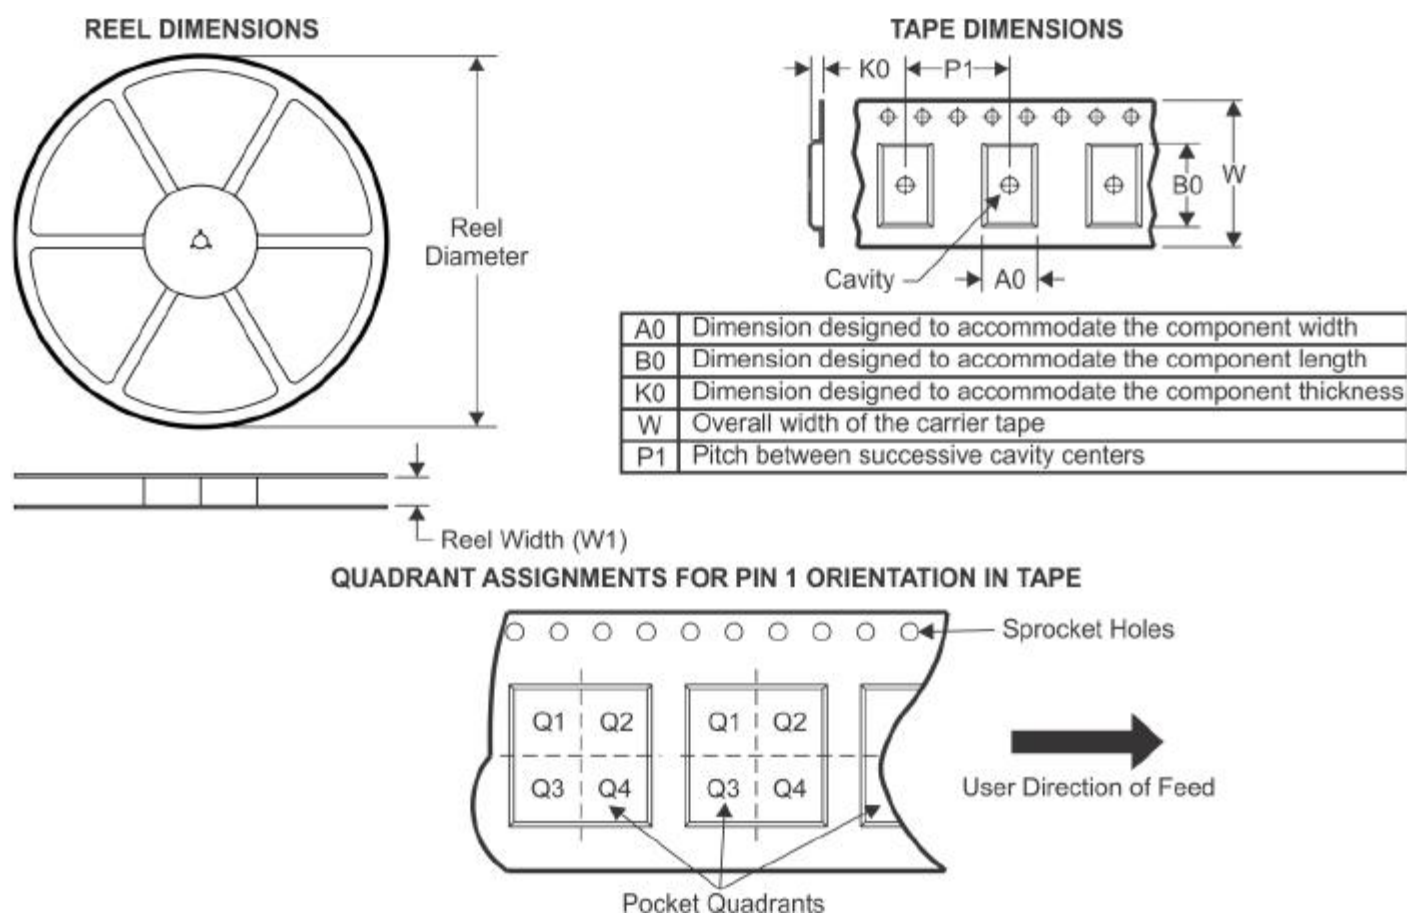 REEL DIMENSIONS
Reel
Diameter
Reel Width (W1)
TAPE DIMENSIONS
K0
P1
B0
W
Cavity
A0
A0 Dimension designed to accommodate the component width
B0 Dimension designed to accommodate the component length
K0 Dimension designed to accommodate the component thickness
W Overall width of the carrier tape
P1 Pitch between successive cavity centers
QUADRANT ASSIGNMENTS FOR PIN 1 ORIENTATION IN TAPE
Sprocket Holes
Q1 Q2 Q1 Q2
Q3 Q4 Q3 Q4
User Direction of Feed
Pocket Quadrants